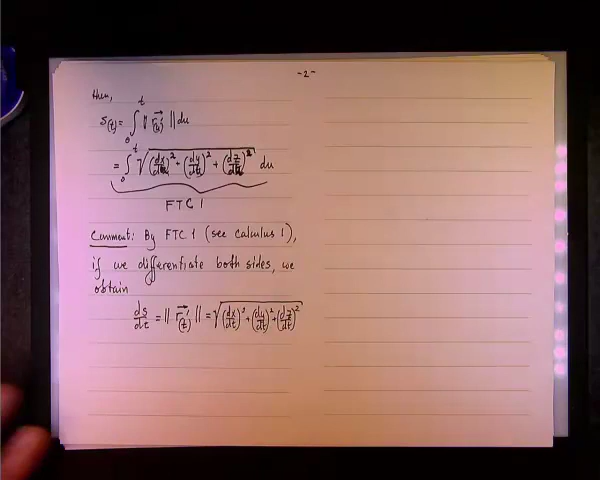 -2-
then,
s(t) = ∫₀ᵗ ‖ r⃗'(u) ‖ du
= ∫₀ᵗ √((dx/du)² + (dy/du)² + (dz/du)²) du
FTC 1
Comment: By FTC 1 (see Calculus 1),
if we differentiate both sides, we
obtain
ds/dt = ‖ r⃗'(t) ‖ = √((dx/dt)² + (dy/dt)² + (dz/dt)²)